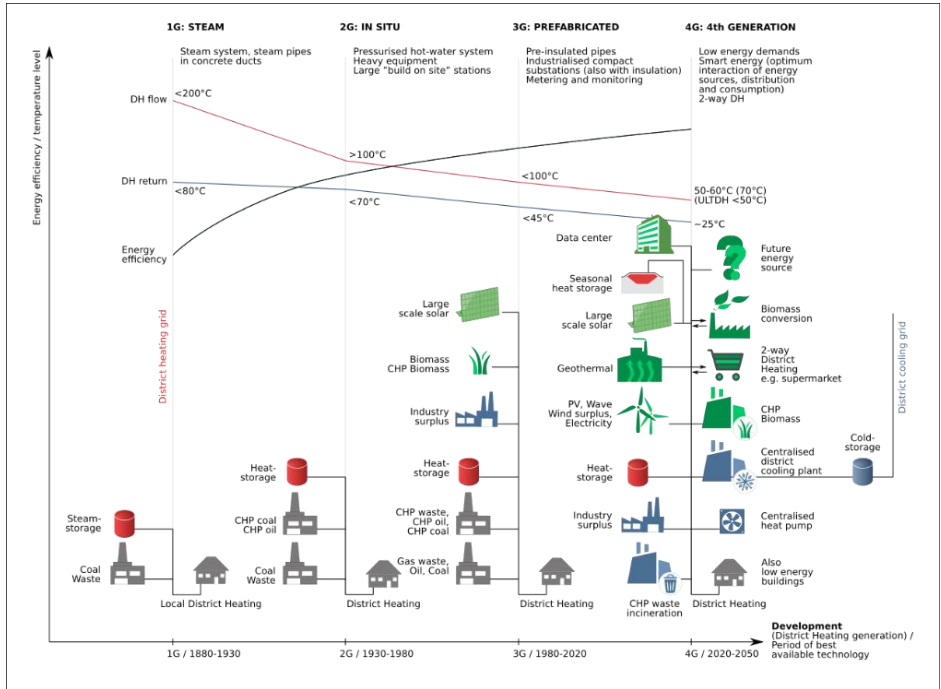 1G: STEAM
Steam system, steam pipes
in concrete ducts
2G: IN SITU
Pressurised hot-water system
Heavy equipment
Large "build on site" stations
3G: PREFABRICATED
Pre-insulated pipes
Industrialised compact
substations (also with insulation)
Metering and monitoring
4G: 4th GENERATION
Low energy demands
Smart energy (optimum
interaction of energy
sources, distribution
and consumption)
2-way DH
Energy efficiency / temperature level
DH flow
<200°C
>100°C
<100°C
50-60°C (70°C)
(ULTDH <50°C)
DH return
<80°C
<70°C
<45°C
~25°C
Energy
efficiency
District heating grid
Steam-
storage
Coal
Waste
Local District Heating
Heat-
storage
CHP coal
CHP oil
Coal
Waste
District Heating
Large
scale solar
Biomass
CHP Biomass
Industry
surplus
Heat-
storage
CHP waste,
CHP oil,
CHP coal
Gas waste,
Oil, Coal
District Heating
Data center
Seasonal
heat storage
Large
scale solar
Geothermal
PV, Wave
Wind surplus,
Electricity
Heat-
storage
Industry
surplus
CHP waste
incineration
Future
energy
source
Biomass
conversion
2-way
District
Heating
e.g. supermarket
CHP
Biomass
Centralised
district
cooling plant
Centralised
heat pump
Also
low energy
buildings
District Heating
Cold-
storage
District cooling grid
1G / 1880-1930
2G / 1930-1980
3G / 1980-2020
4G / 2020-2050
Development
(District Heating generation) /
Period of best
available technology